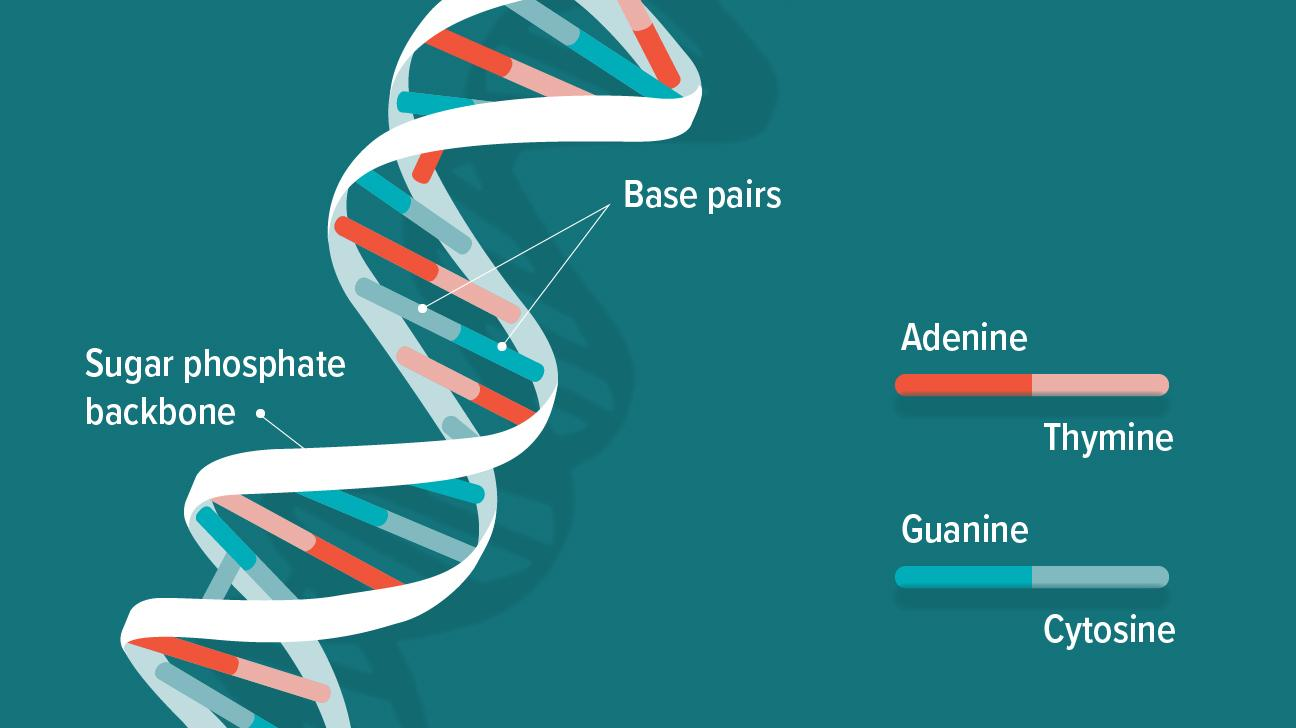 Base pairs
Sugar phosphate
backbone
Adenine
Thymine
Guanine
Cytosine